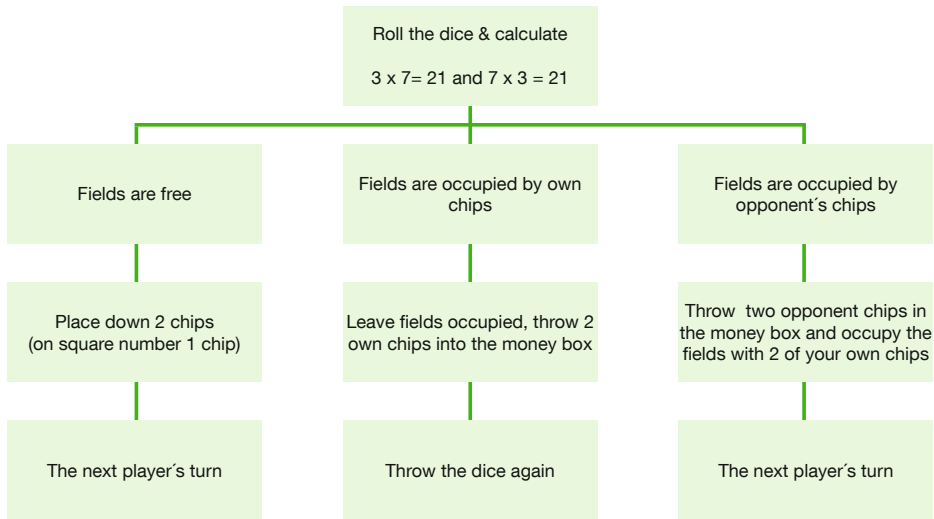 Roll the dice & calculate
3 x 7= 21 and 7 x 3 = 21
Fields are free
Fields are occupied by own
chips
Fields are occupied by
opponent´s chips
Place down 2 chips
(on square number 1 chip)
Leave fields occupied, throw 2
own chips into the money box
Throw  two opponent chips in
the money box and occupy the
fields with 2 of your own chips
The next player´s turn
Throw the dice again
The next player´s turn